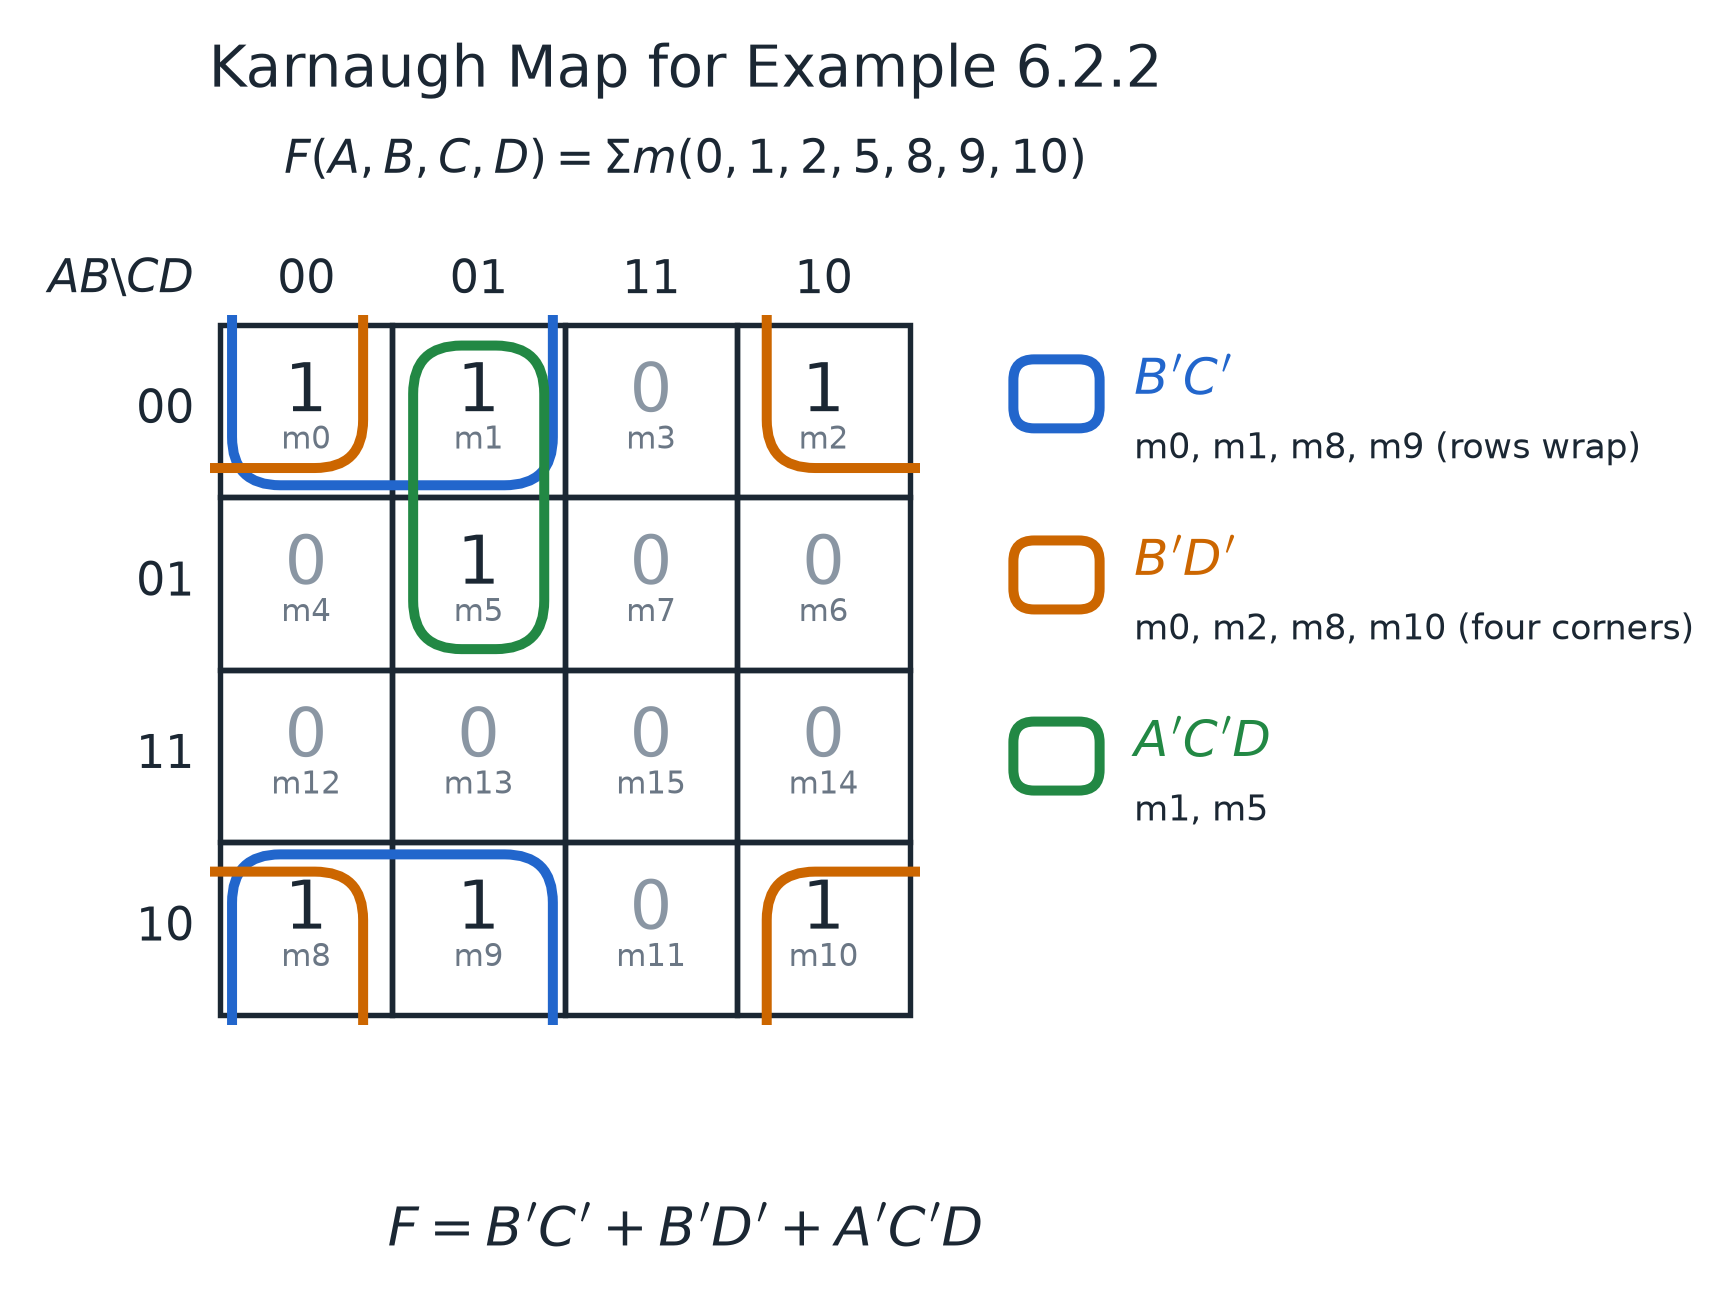 Karnaugh Map for Example 6.2.2
F(A, B, C, D) = Σm(0, 1, 2, 5, 8, 9, 10)
AB\CD 00 01 11 10
00 1 1 0 1
m0 m1 m3 m2
01 0 1 0 0
m4 m5 m7 m6
11 0 0 0 0
m12 m13 m15 m14
10 1 1 0 1
m8 m9 m11 m10
B′C′
m0, m1, m8, m9 (rows wrap)
B′D′
m0, m2, m8, m10 (four corners)
A′C′D
m1, m5
F = B′C′ + B′D′ + A′C′D